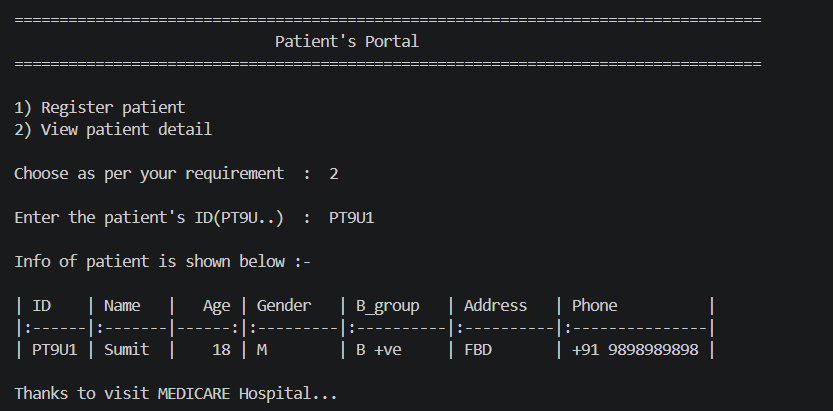 ================================================================================
Patient's Portal
================================================================================
1) Register patient
2) View patient detail
Choose as per your requirement  :  2
Enter the patient's ID(PT9U..)  :  PT9U1
Info of patient is shown below :-
| ID    | Name   |   Age | Gender   | B_group   | Address   | Phone          |
|:------|:-------|------:|:---------|:----------|:----------|:---------------|
| PT9U1 | Sumit  |    18 | M        | B +ve     | FBD       | +91 9898989898 |
Thanks to visit MEDICARE Hospital...